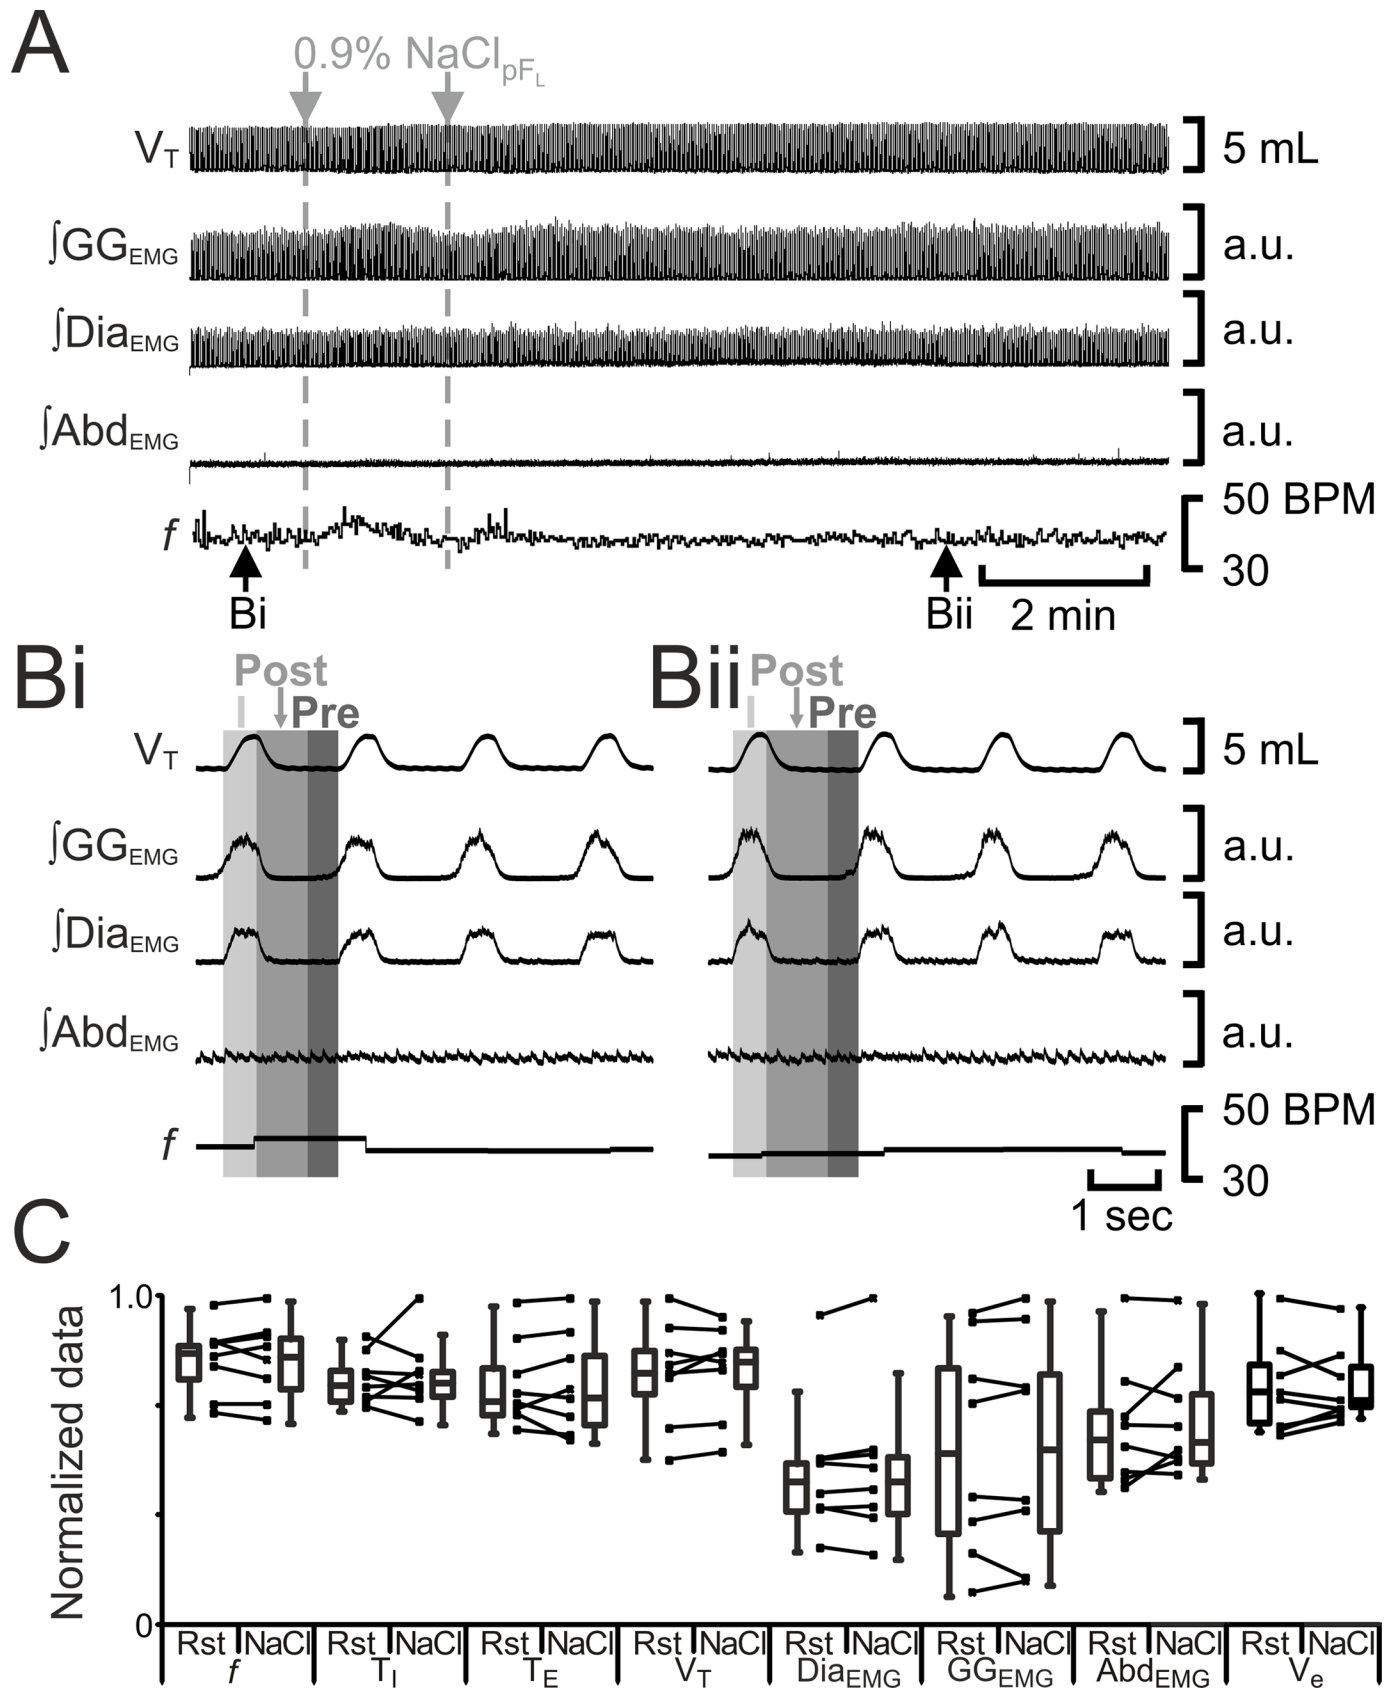 A
0.9% NaCl pFL
VT 5 mL
∫GGEMG a.u.
∫DiaEMG a.u.
∫AbdEMG a.u.
f 50 BPM
30
Bi Bii 2 min
Bi Bii
Post Post
I Pre I Pre
VT 5 mL
∫GGEMG a.u.
∫DiaEMG a.u.
∫AbdEMG a.u.
f 50 BPM
30
1 sec
C
Normalized data
1.0
0
Rst NaCl Rst NaCl Rst NaCl Rst NaCl Rst NaCl Rst NaCl Rst NaCl Rst NaCl
f TI TE VT DiaEMG GGEMG AbdEMG Ve